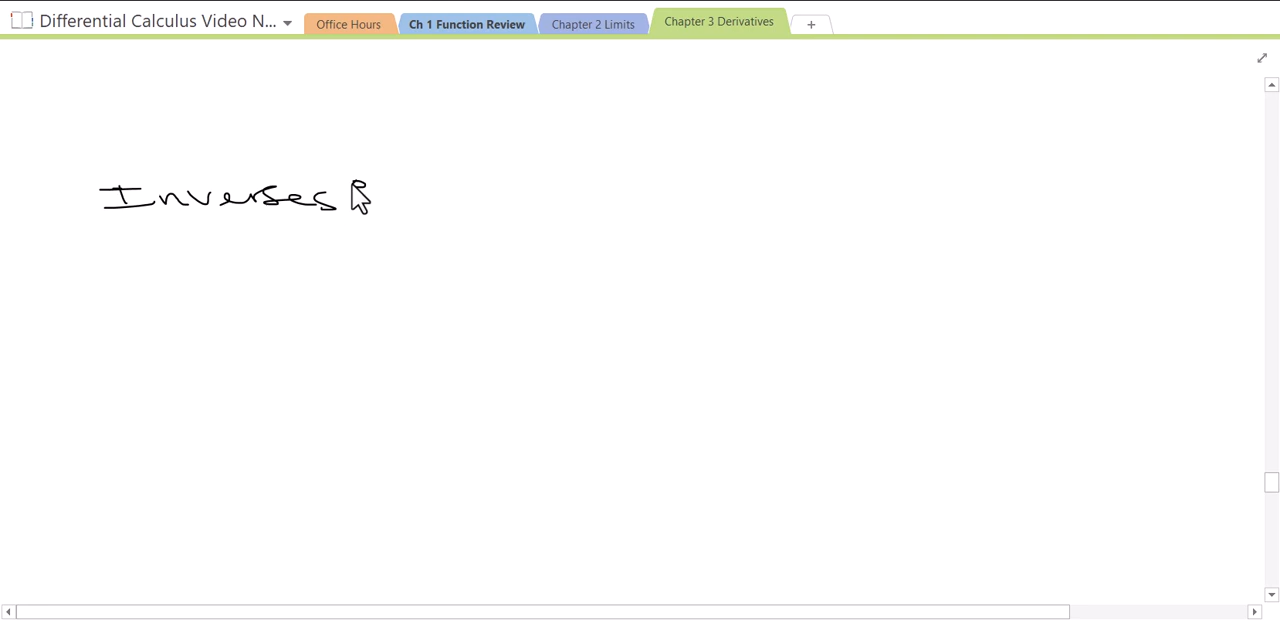 Differential Calculus Video N...
Office Hours
Ch 1 Function Review
Chapter 2 Limits
Chapter 3 Derivatives
+
Inverses